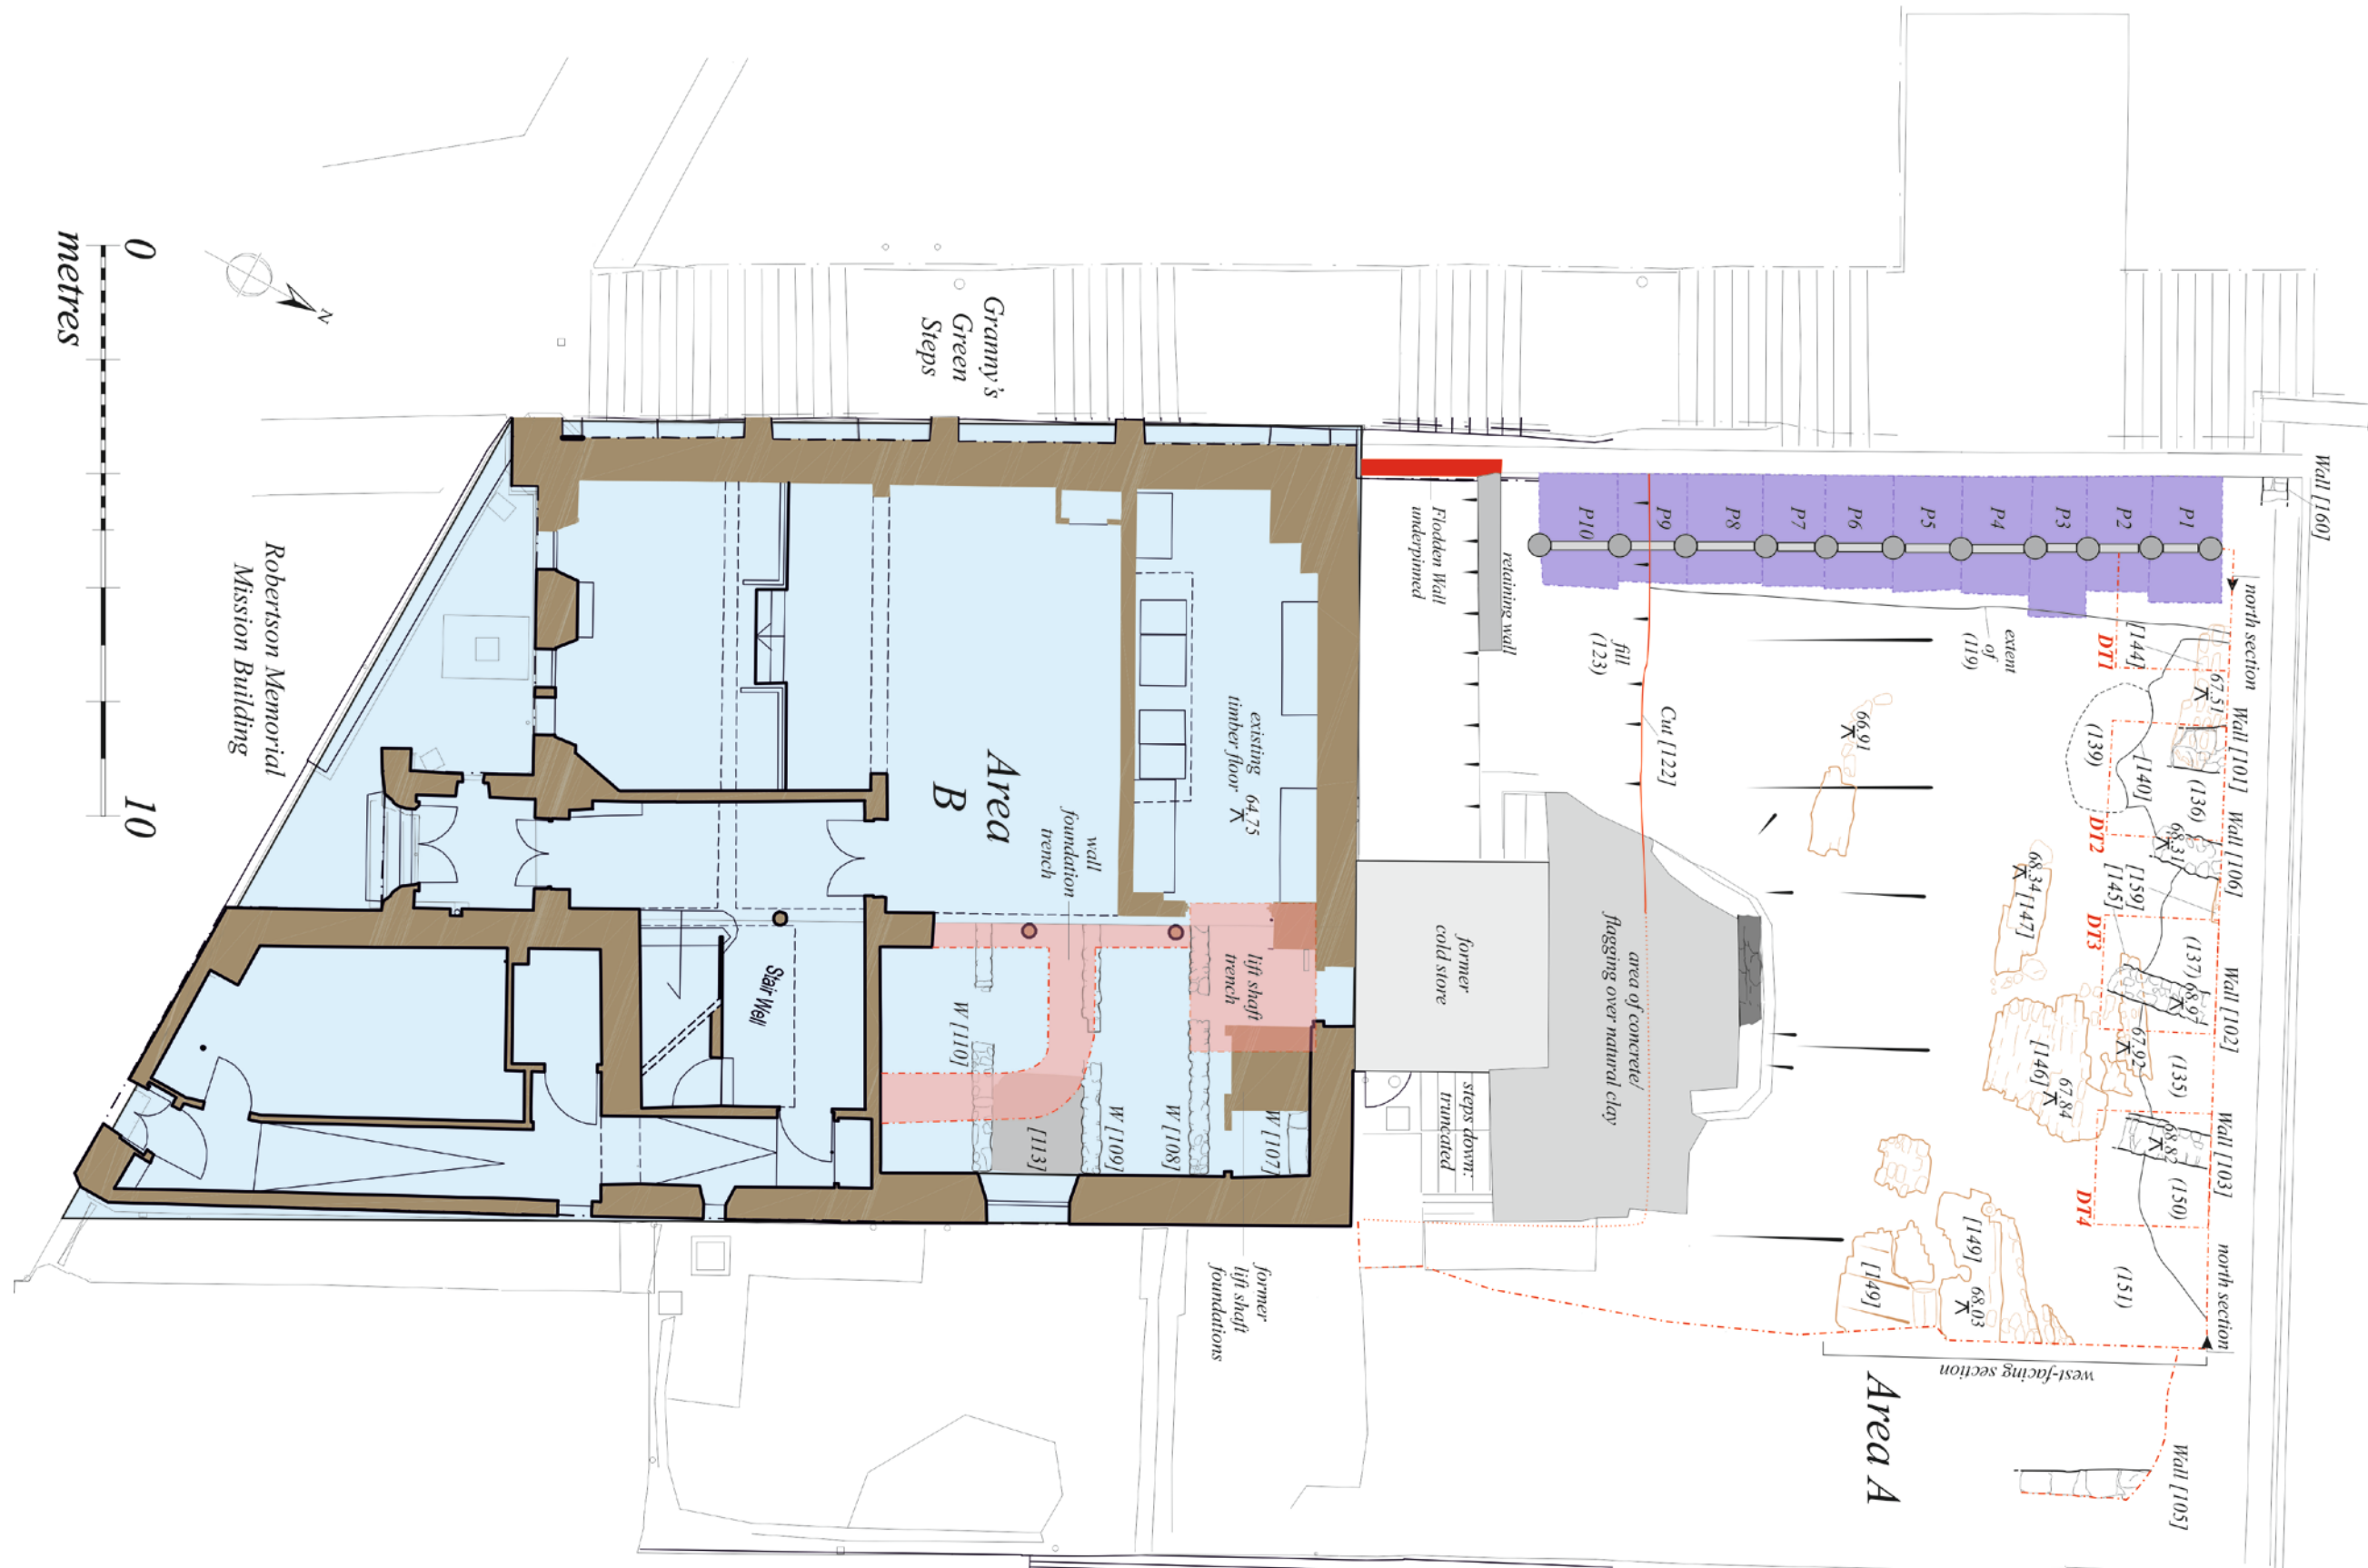 0
10
metres
N
Granny's
Green
Steps
Robertson Memorial
Mission Building
Area
B
existing
timber floor
64.75
wall
foundation
trench
Stair Well
lift shaft
trench
W [110]
[113]
W [109]
W [108]
W [107]
former
lift shaft
foundations
Flodden Wall
underpinned
retaining wall
former
cold store
steps down:
truncated
area of concrete/
flagging over natural clay
fill
(123)
Cut [122]
P10
P9
P8
P7
P6
P5
P4
P3
P2
P1
extent
of
(119)
Wall [160]
north section
[144]
DT1
67.51
Wall [101]
(139)
[140]
(136)
DT2
68.31
Wall [106]
66.91
68.34
[147]
[159]
[145]
DT3
(137)
68.97
Wall [102]
67.92
[146]
67.84
(135)
Wall [103]
68.82
(150)
DT4
[149]
[149]
68.03
(151)
north section
west-facing section
Area A
Wall [105]